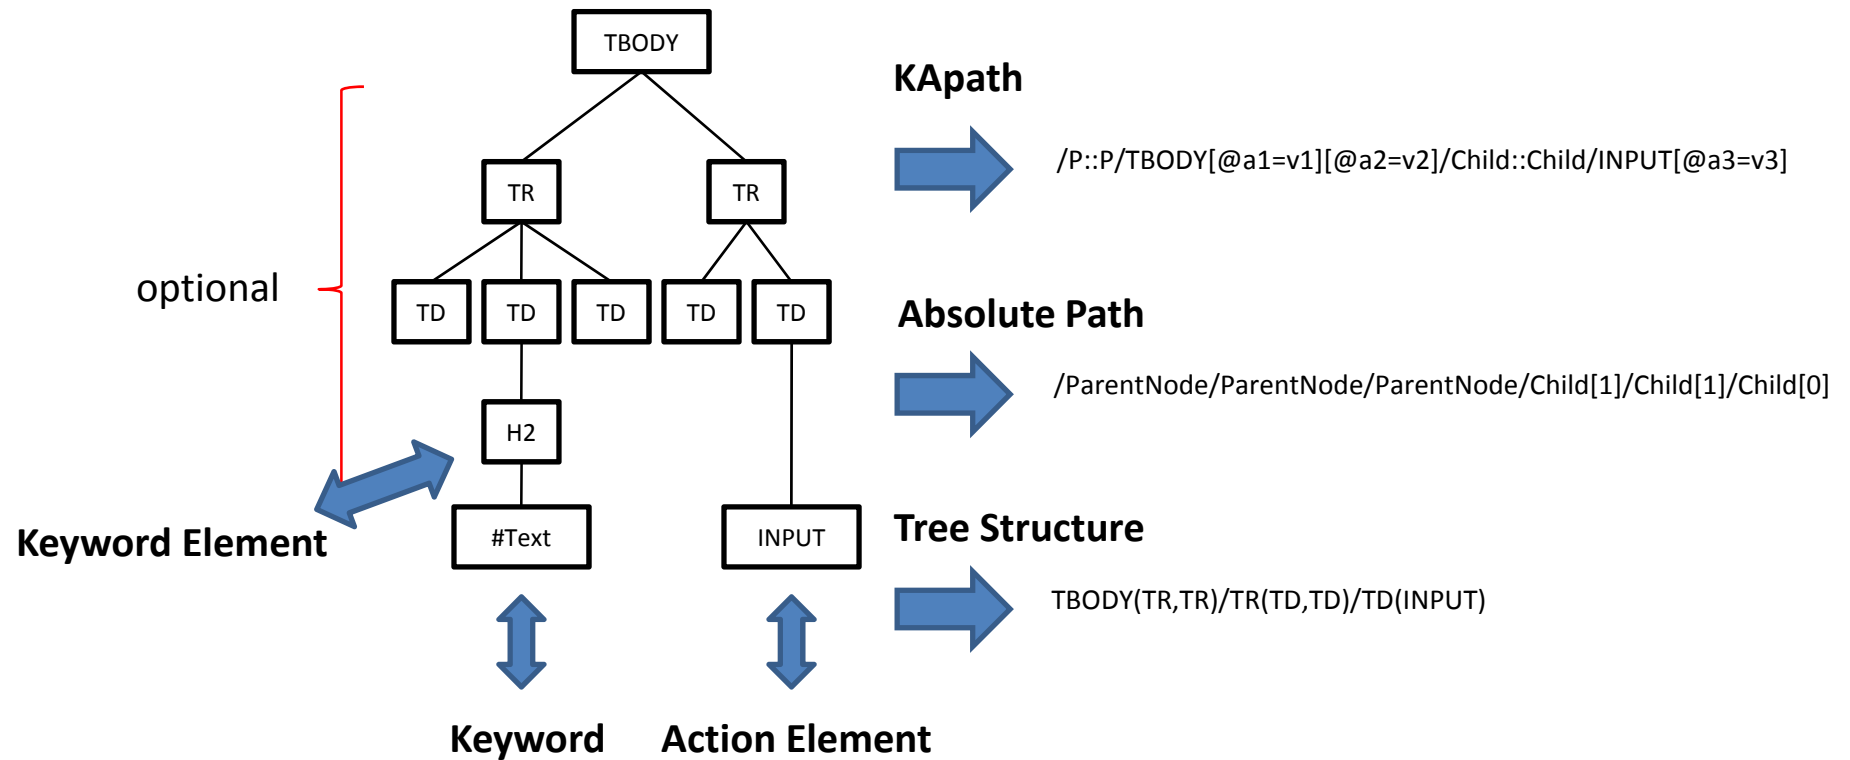 TBODY
KApath
/P::P/TBODY[@a1=v1][@a2=v2]/Child::Child/INPUT[@a3=v3]
TR
TR
optional
TD
TD
TD
TD
TD
Absolute Path
/ParentNode/ParentNode/ParentNode/Child[1]/Child[1]/Child[0]
H2
Keyword Element
#Text
INPUT
Tree Structure
TBODY(TR,TR)/TR(TD,TD)/TD(INPUT)
Keyword
Action Element